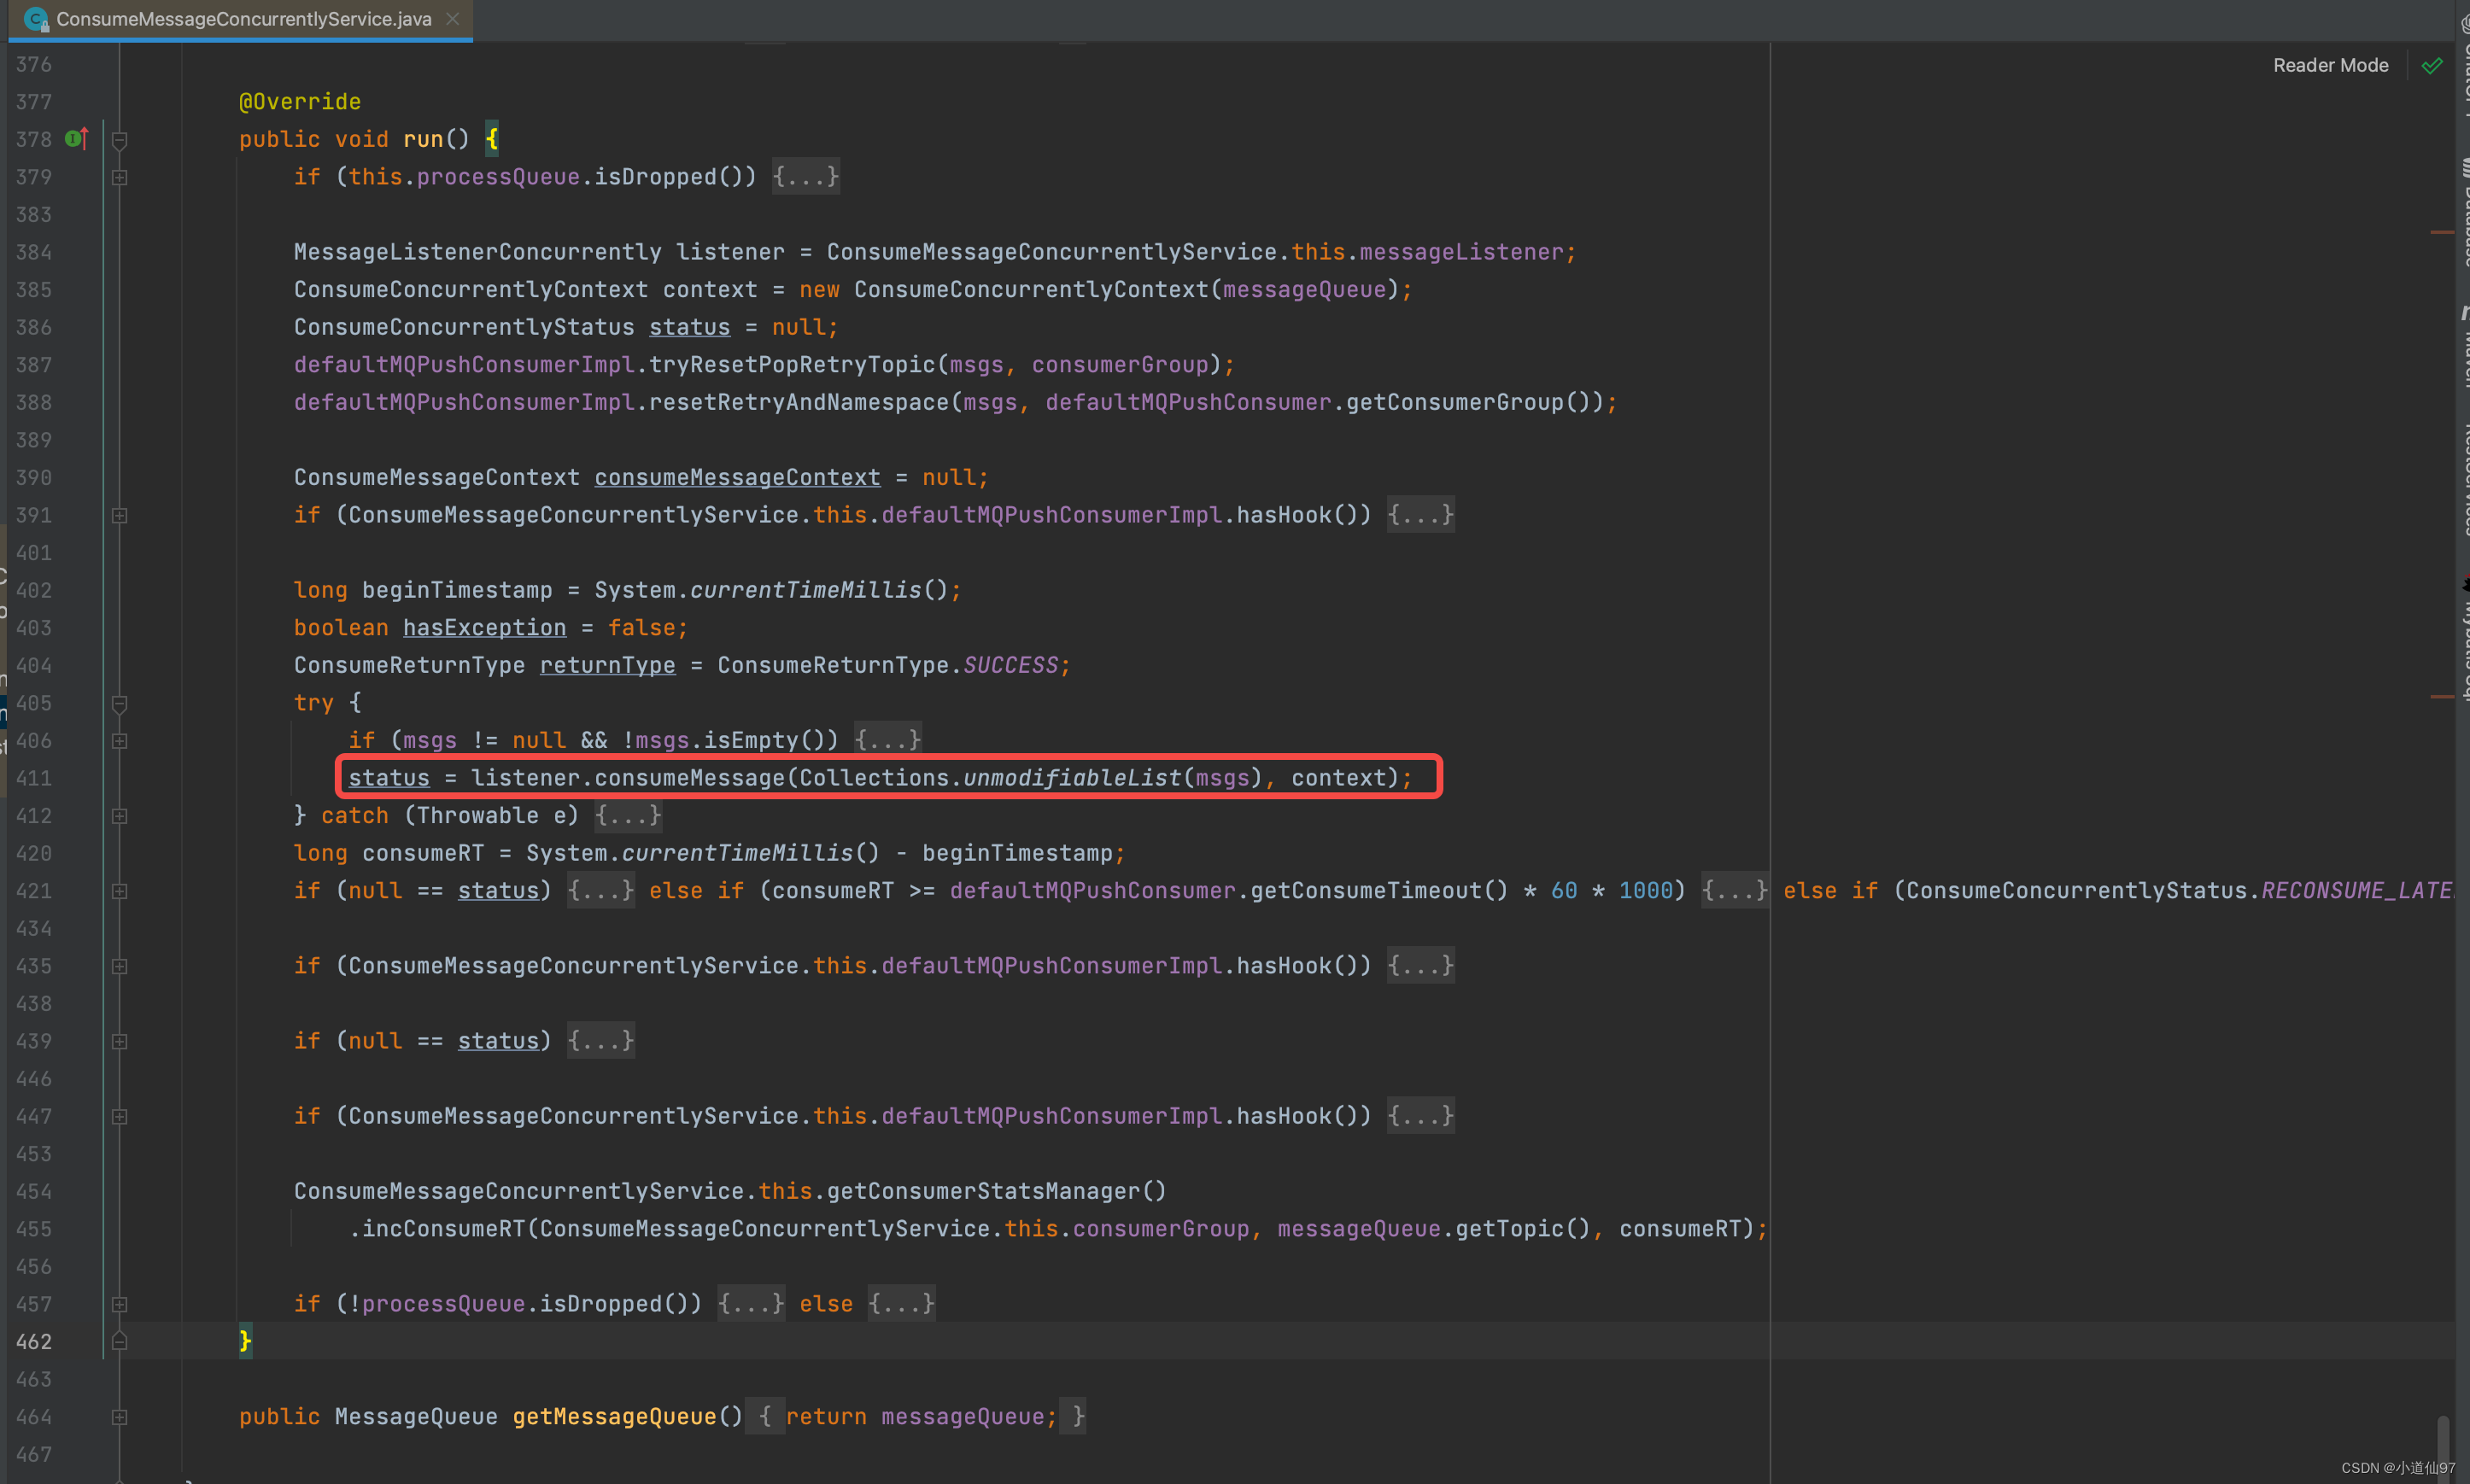 ConsumeMessageConcurrentlyService.java
Reader Mode
376
377 @Override
378 public void run() {
379 if (this.processQueue.isDropped()) {...}
383
384 MessageListenerConcurrently listener = ConsumeMessageConcurrentlyService.this.messageListener;
385 ConsumeConcurrentlyContext context = new ConsumeConcurrentlyContext(messageQueue);
386 ConsumeConcurrentlyStatus status = null;
387 defaultMQPushConsumerImpl.tryResetPopRetryTopic(msgs, consumerGroup);
388 defaultMQPushConsumerImpl.resetRetryAndNamespace(msgs, defaultMQPushConsumer.getConsumerGroup());
389
390 ConsumeMessageContext consumeMessageContext = null;
391 if (ConsumeMessageConcurrentlyService.this.defaultMQPushConsumerImpl.hasHook()) {...}
401
402 long beginTimestamp = System.currentTimeMillis();
403 boolean hasException = false;
404 ConsumeReturnType returnType = ConsumeReturnType.SUCCESS;
405 try {
406 if (msgs != null && !msgs.isEmpty()) {...}
411 status = listener.consumeMessage(Collections.unmodifiableList(msgs), context);
412 } catch (Throwable e) {...}
420 long consumeRT = System.currentTimeMillis() - beginTimestamp;
421 if (null == status) {...} else if (consumeRT >= defaultMQPushConsumer.getConsumeTimeout() * 60 * 1000) {...} else if (ConsumeConcurrentlyStatus.RECONSUME_LATE
434
435 if (ConsumeMessageConcurrentlyService.this.defaultMQPushConsumerImpl.hasHook()) {...}
438
439 if (null == status) {...}
446
447 if (ConsumeMessageConcurrentlyService.this.defaultMQPushConsumerImpl.hasHook()) {...}
453
454 ConsumeMessageConcurrentlyService.this.getConsumerStatsManager()
455 .incConsumeRT(ConsumeMessageConcurrentlyService.this.consumerGroup, messageQueue.getTopic(), consumeRT);
456
457 if (!processQueue.isDropped()) {...} else {...}
462 }
463
464 public MessageQueue getMessageQueue() { return messageQueue; }
467
CSDN @小道仙97